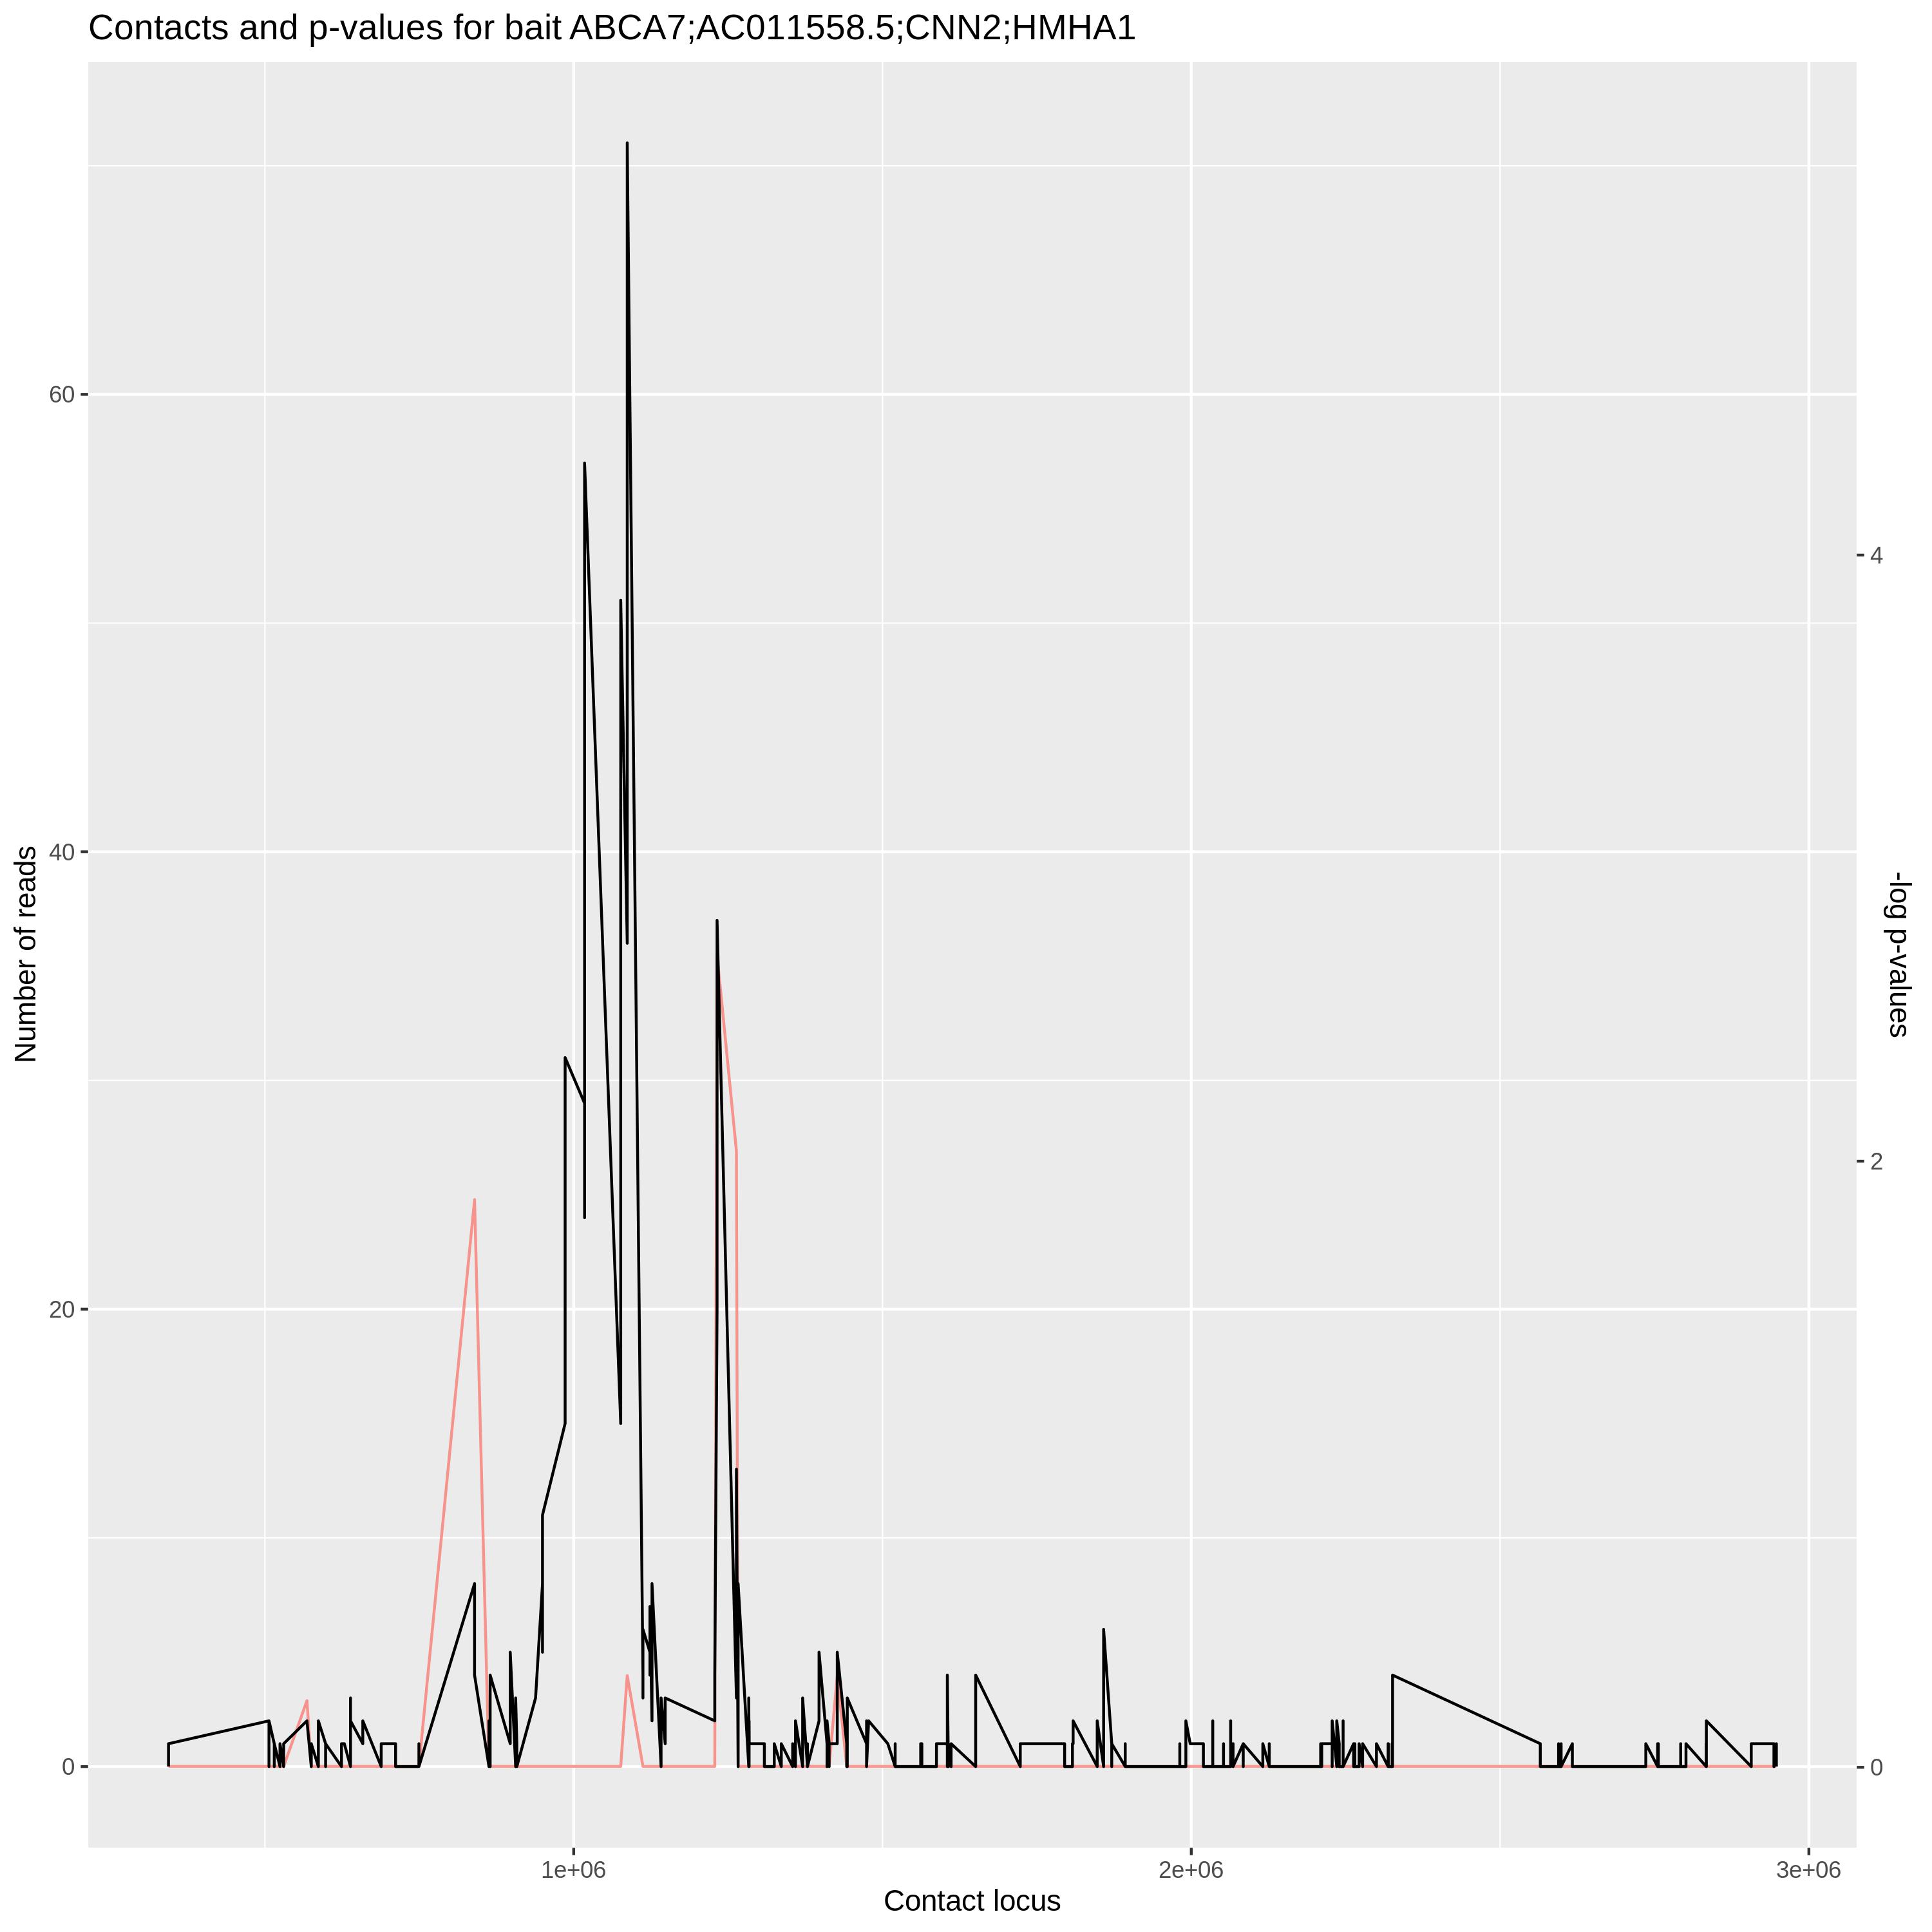 Contacts and p-values for bait ABCA7;AC011558.5;CNN2;HMHA1
60
40
20
0
Number of reads
4
2
0
-log p-values
1e+06
2e+06
3e+06
Contact locus